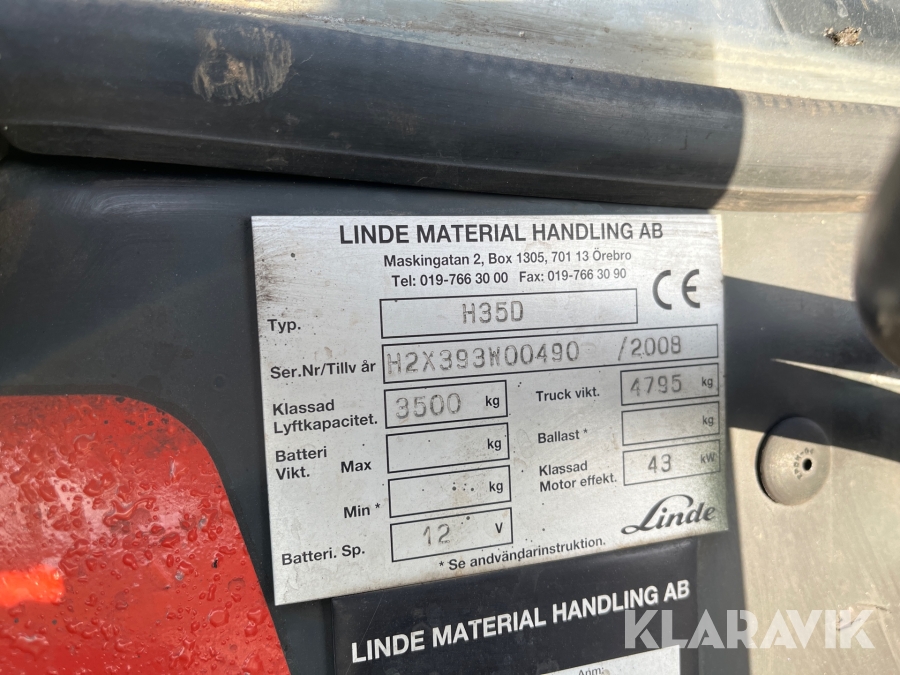 LINDE MATERIAL HANDLING AB
Maskingatan 2, Box 1305, 701 13 Örebro
Tel: 019-766 30 00 Fax: 019-766 30 90
CE
Typ. H35D
Ser.Nr/Tillv år H2X393W00490 /2008
Klassad Lyftkapacitet. 3500 kg
Truck vikt. 4795 kg
Batteri Vikt. Max kg
Ballast * kg
Min * kg
Klassad Motor effekt. 43 kW
Batteri. Sp. 12 V
Linde
* Se andvändarinstruktion.
LINDE MATERIAL HANDLING AB
Anm:
KLARAVIK